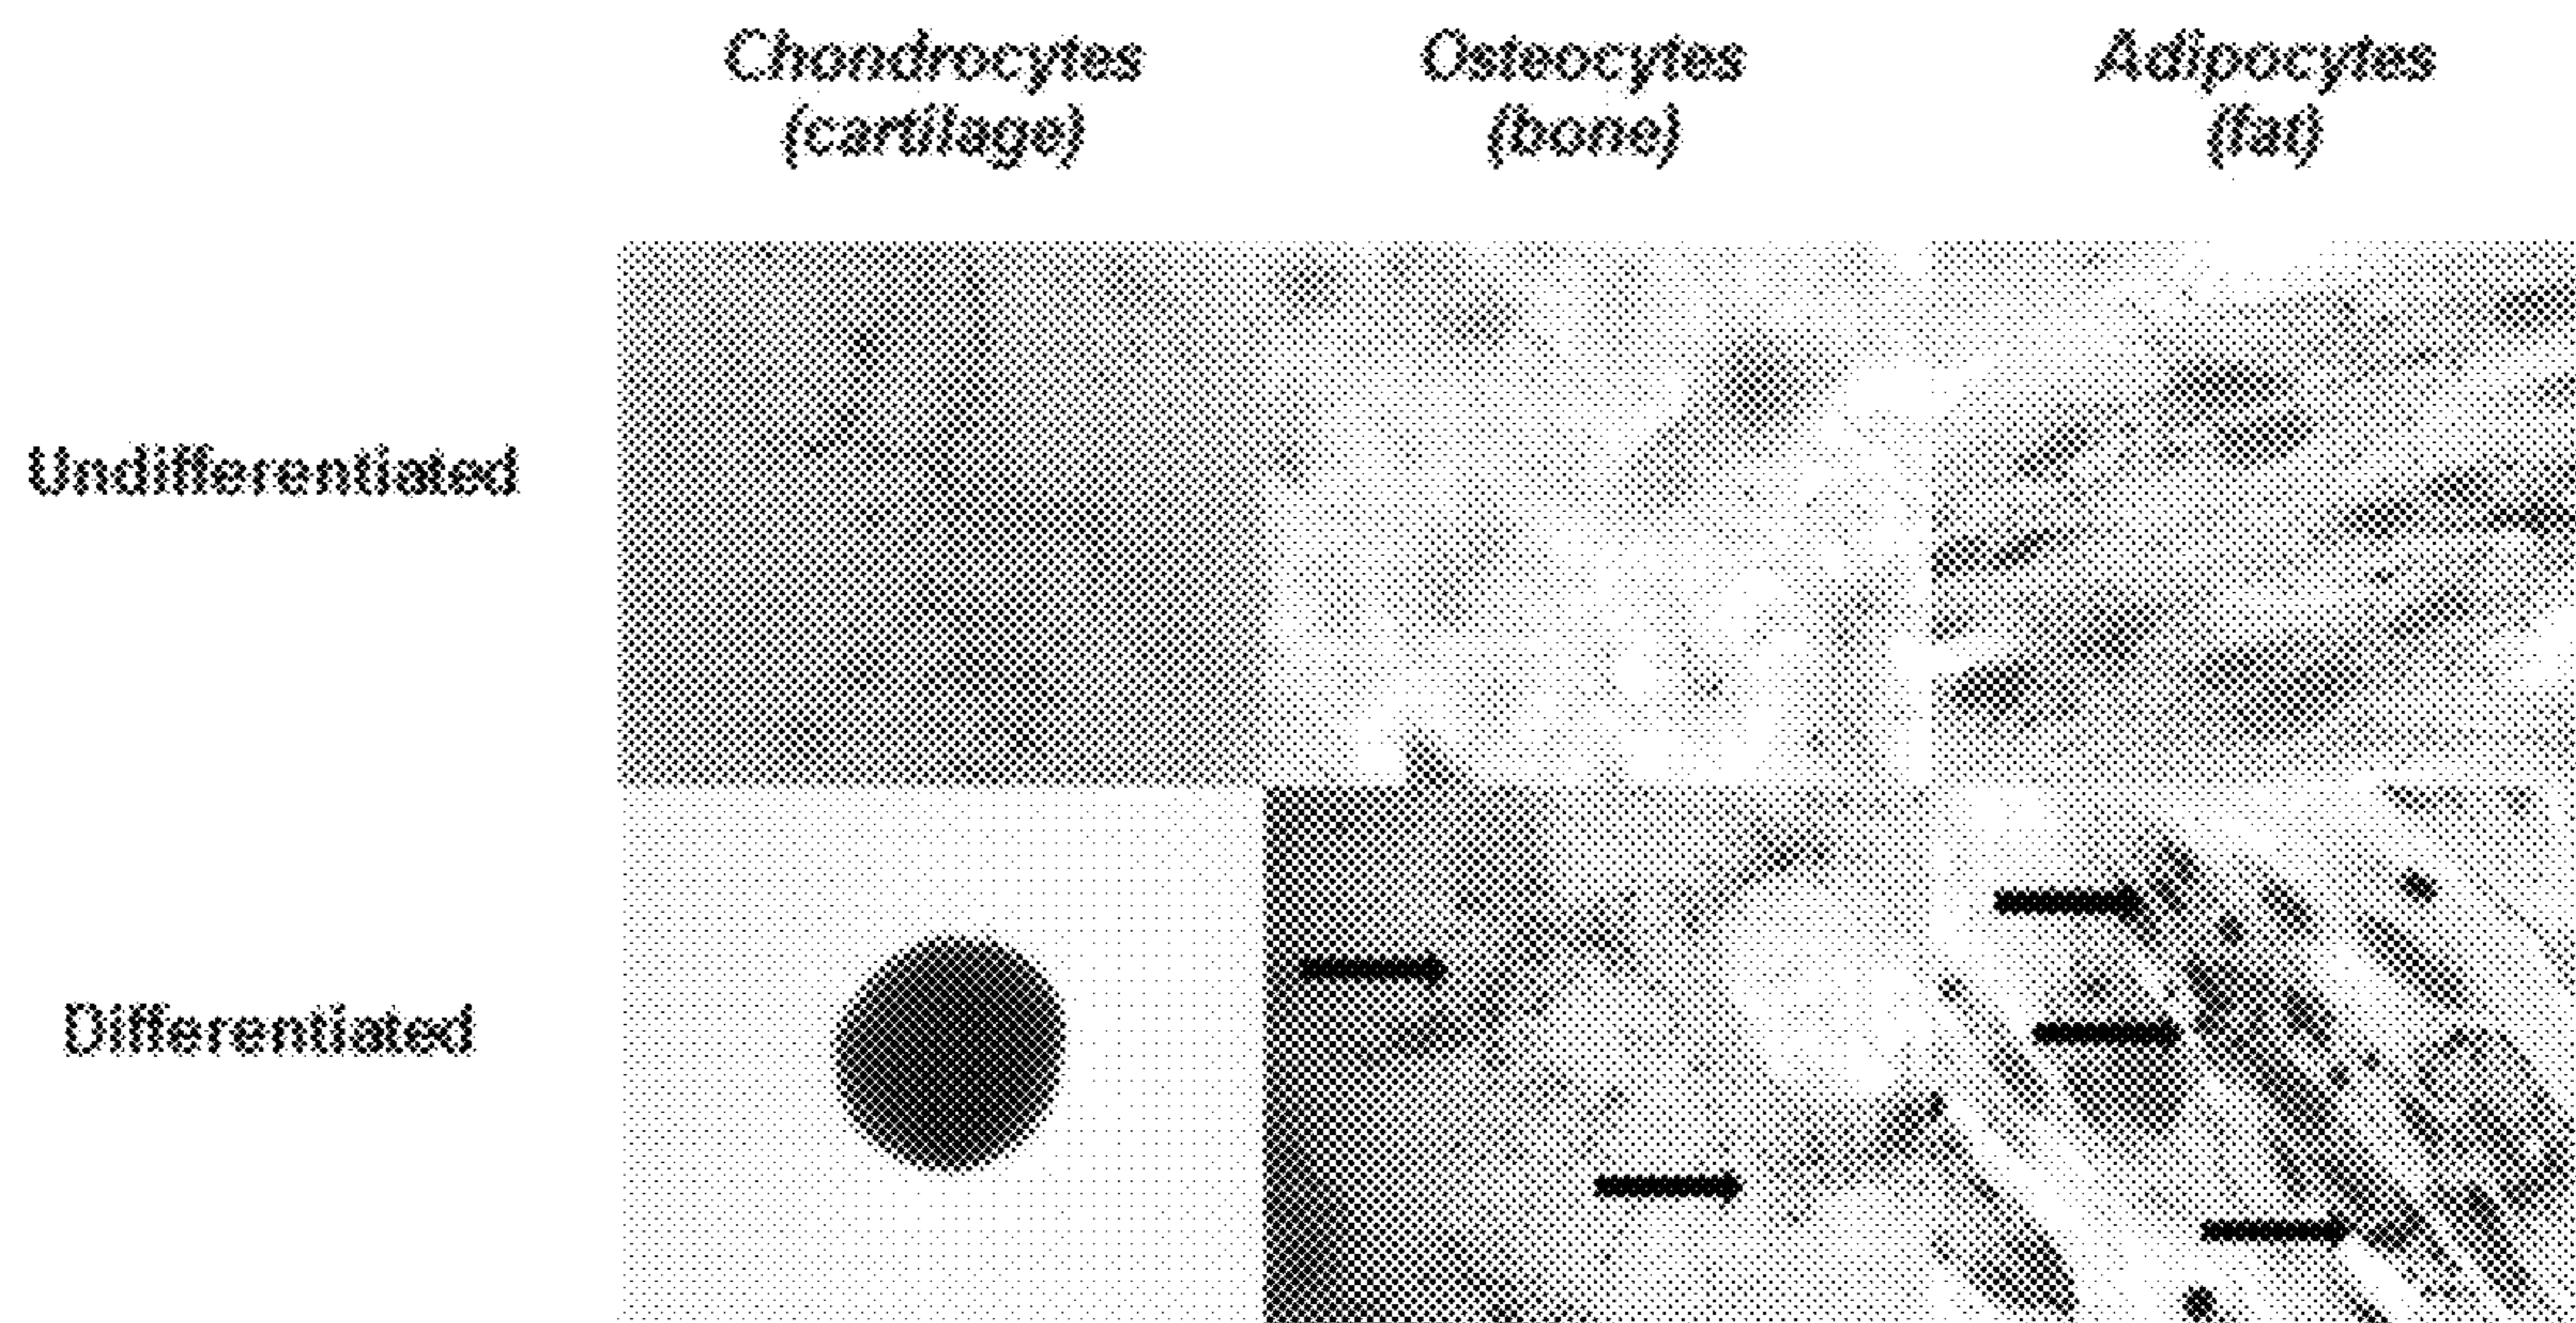 Chondrocytes
(cartilage)
Osteocytes
(bone)
Adipocytes
(fat)
Undifferentiated
Differentiated